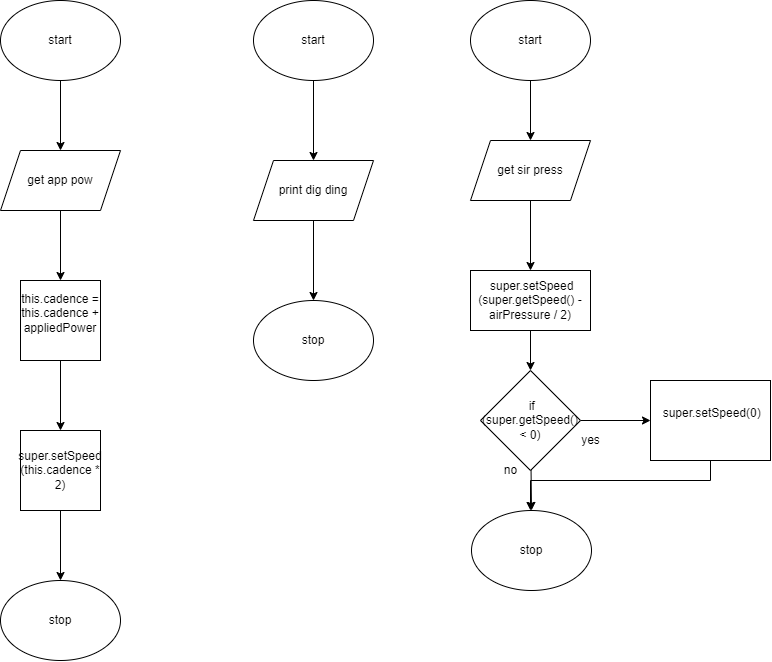 start
get app pow
this.cadence =
this.cadence +
appliedPower
super.setSpeed
(this.cadence *
2)
stop
start
print dig ding
stop
start
get sir press
super.setSpeed
(super.getSpeed() -
airPressure / 2)
if
(super.getSpeed()
< 0)
yes
no
super.setSpeed(0)
stop